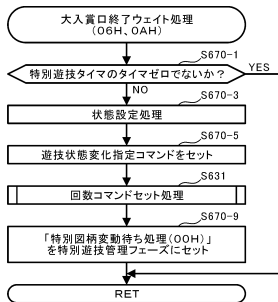 大入賞口終了ウェイト処理
(06H、0AH)
S670-1
特別遊技タイマのタイマゼロでないか?
YES
NO
S670-3
状態設定処理
S670-5
遊技状態変化指定コマンドをセット
S631
回数コマンドセット処理
S670-9
「特別図柄変動待ち処理(00H)」
を特別遊技管理フェーズにセット
RET